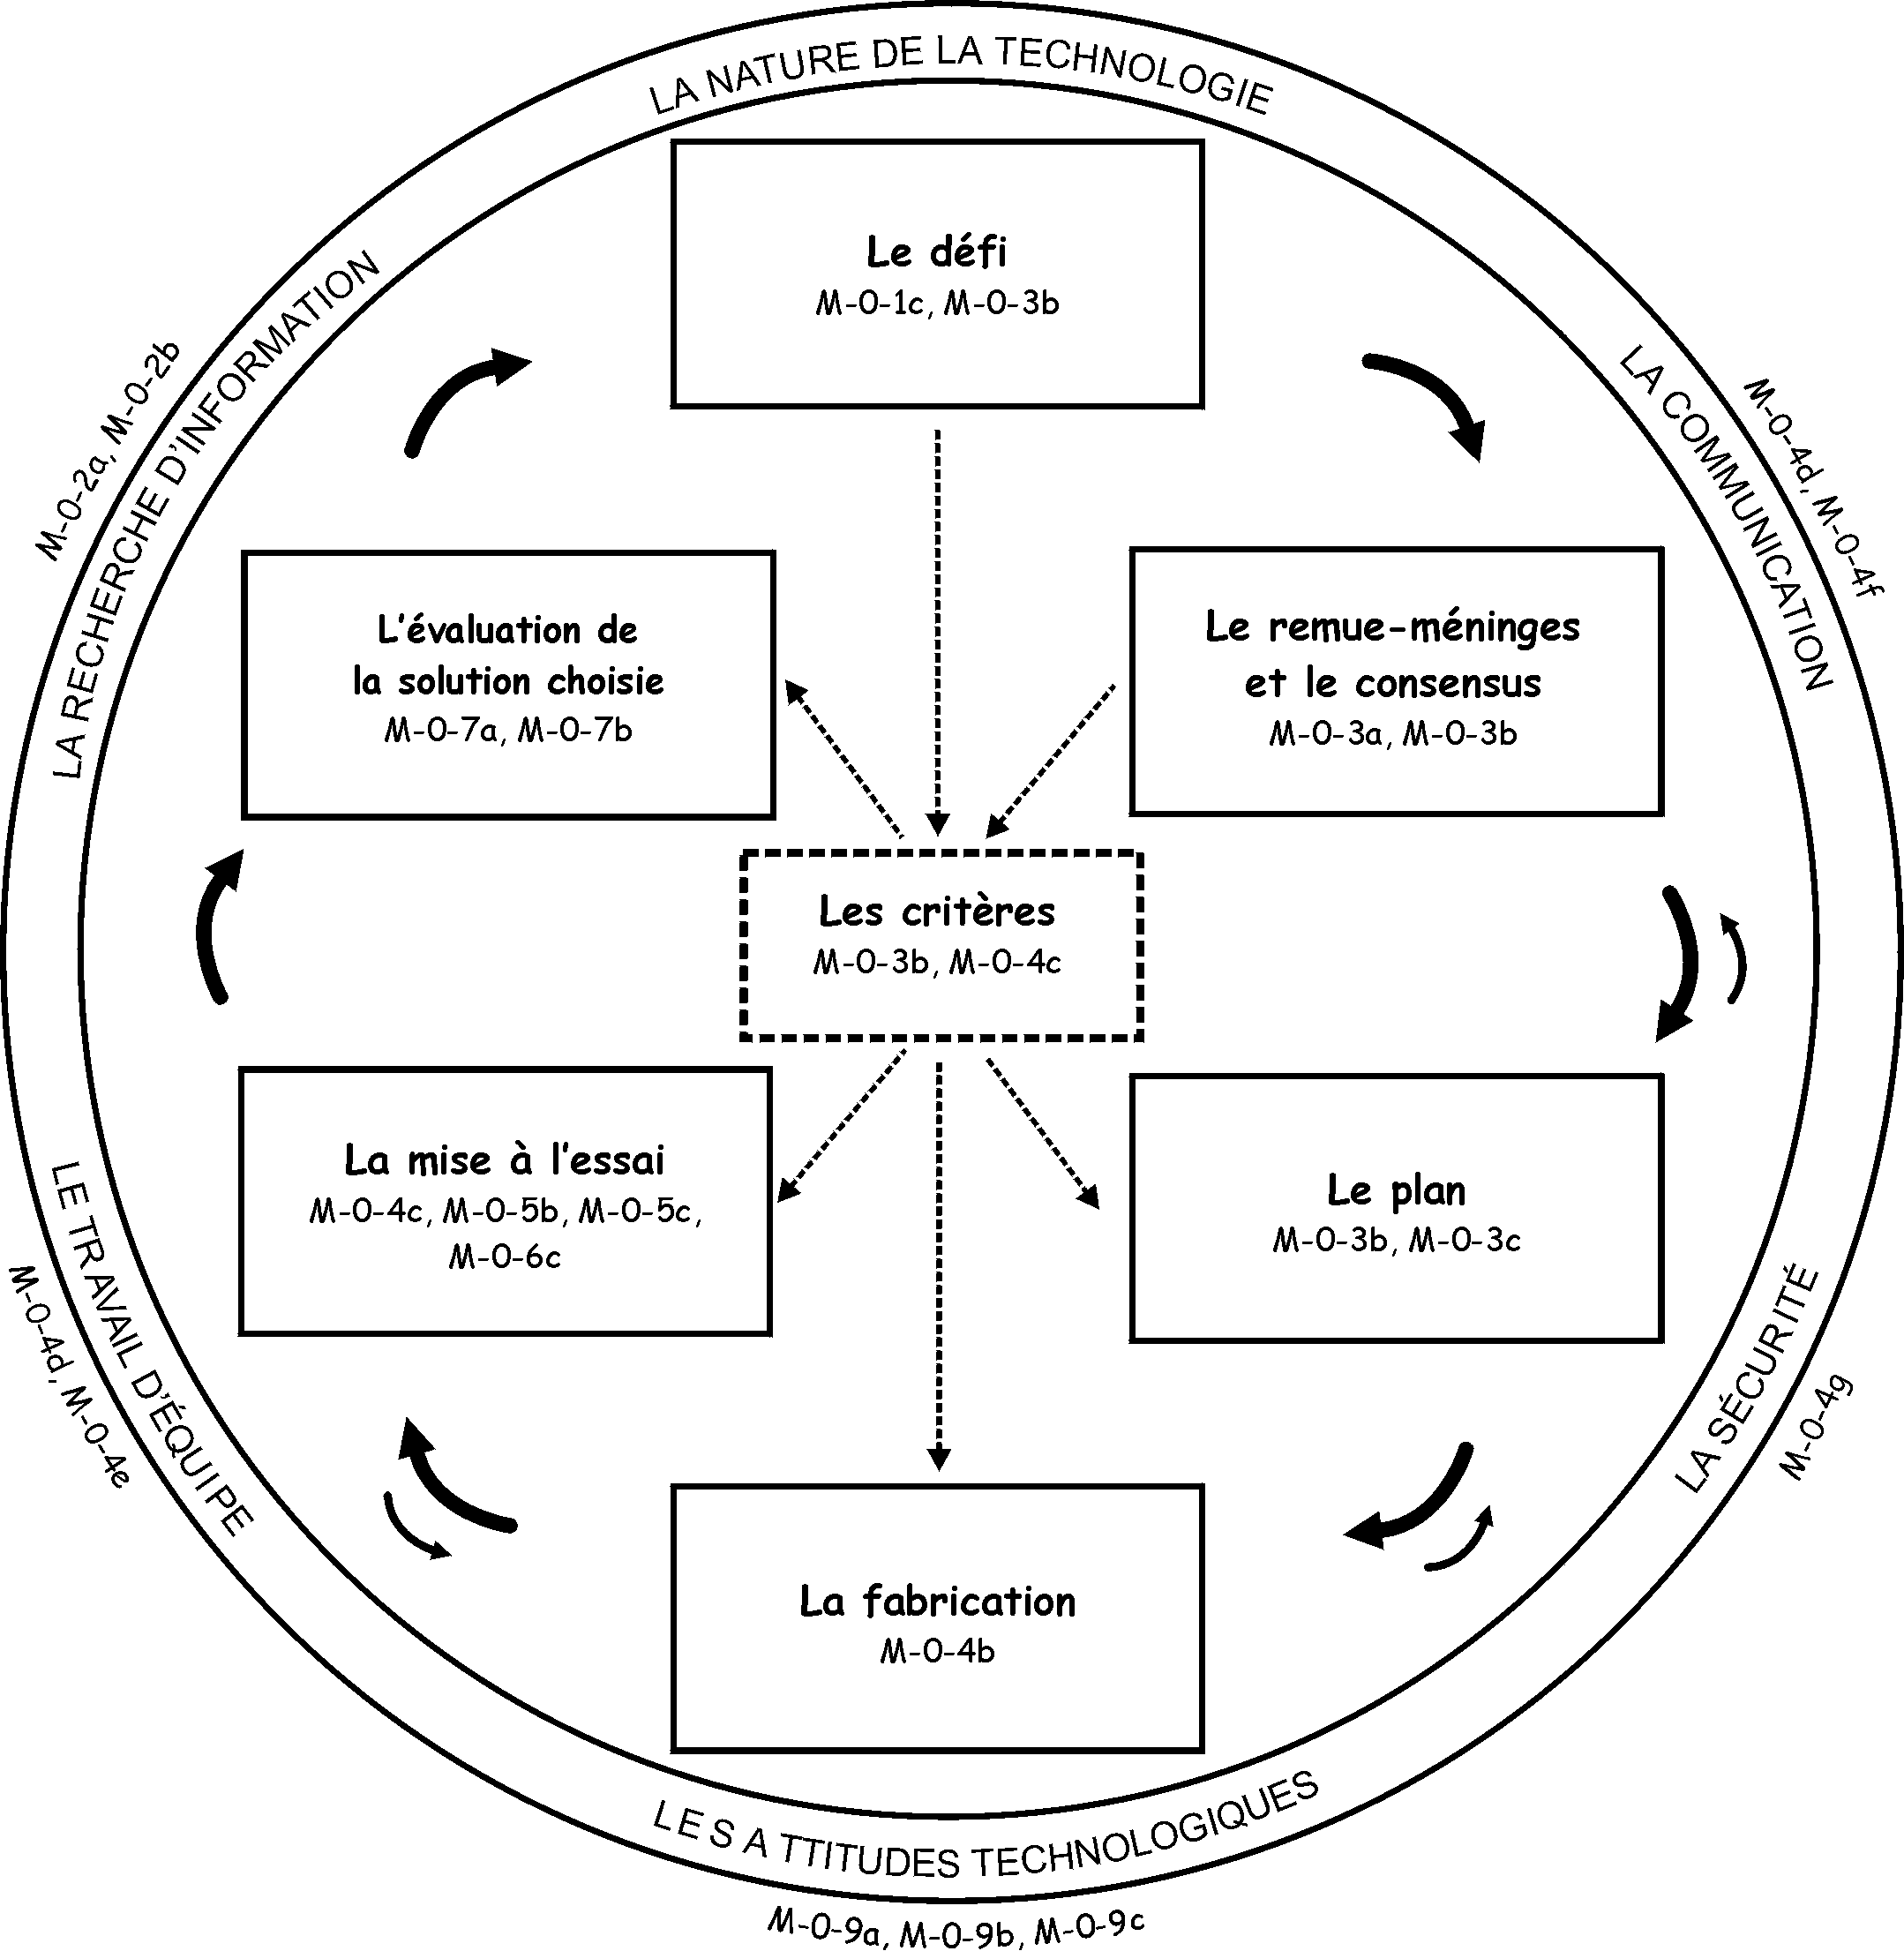 LA NATURE DE LA TECHNOLOGIE
Le défi
M-0-1c, M-0-3b
LA RECHERCHE D'INFORMATION
M-0-2a, M-0-2b
LA COMMUNICATION
M-0-4d, M-0-4f
L'évaluation de
la solution choisie
M-0-7a, M-0-7b
Le remue-méninges
et le consensus
M-0-3a, M-0-3b
Les critères
M-0-3b, M-0-4c
La mise à l'essai
M-0-4c, M-0-5b, M-0-5c,
M-0-6c
Le plan
M-0-3b, M-0-3c
LE TRAVAIL D'ÉQUIPE
M-0-4d, M-0-4e
LA SÉCURITÉ
M-0-4g
La fabrication
M-0-4b
LES ATTITUDES TECHNOLOGIQUES
M-0-9a, M-0-9b, M-0-9c